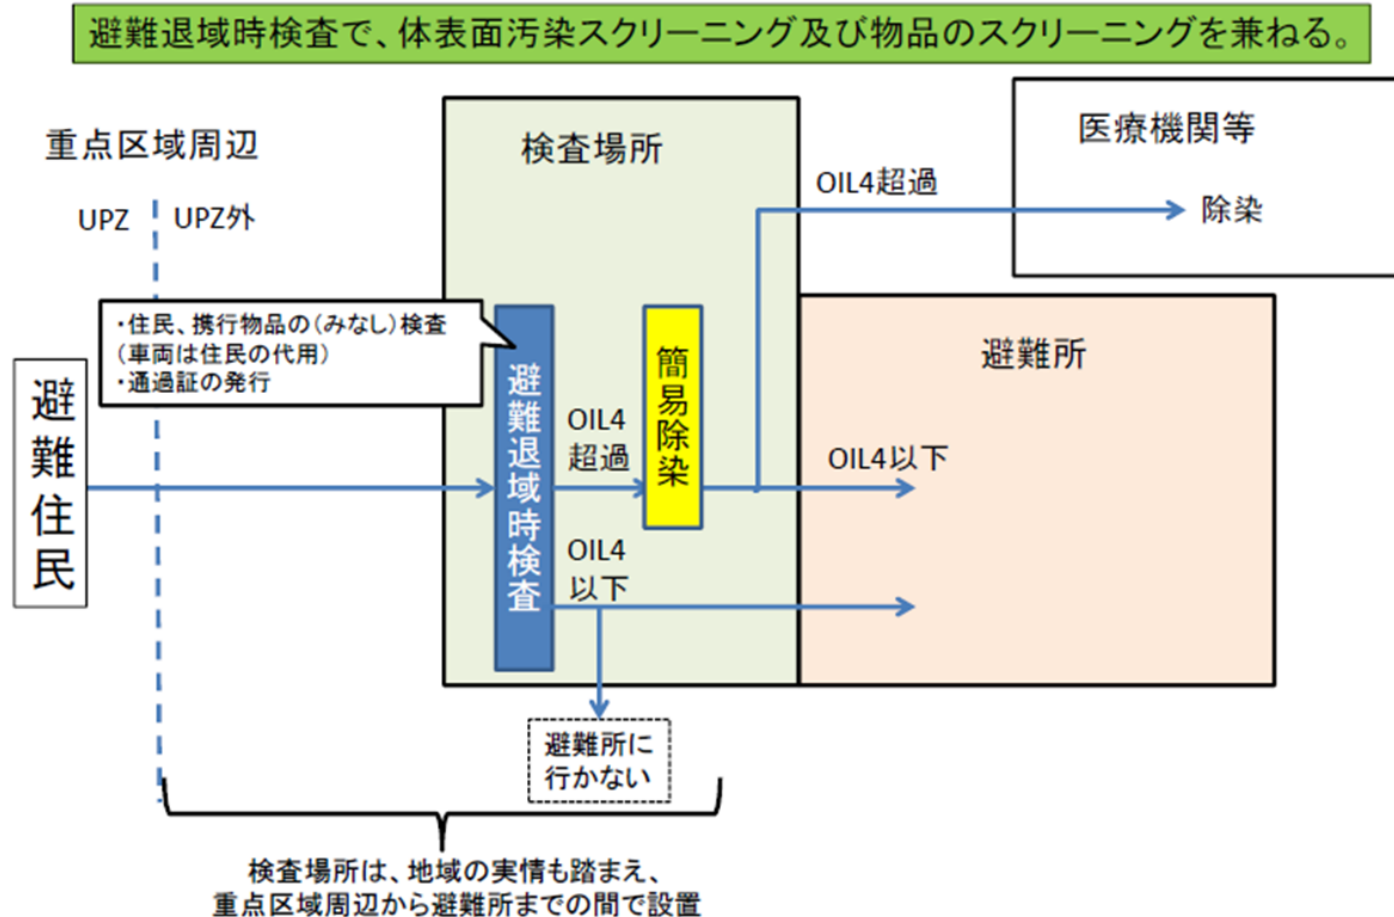 避難退域時検査で、体表面汚染スクリーニング及び物品のスクリーニングを兼ねる。
重点区域周辺
UPZ
UPZ外
検査場所
医療機関等
OIL4超過
除染
・住民、携行物品の(みなし)検査
(車両は住民の代用)
・通過証の発行
避難住民
避難退域時検査
OIL4
超過
簡易除染
避難所
OIL4以下
OIL4
以下
避難所に
行かない
検査場所は、地域の実情も踏まえ、
重点区域周辺から避難所までの間で設置